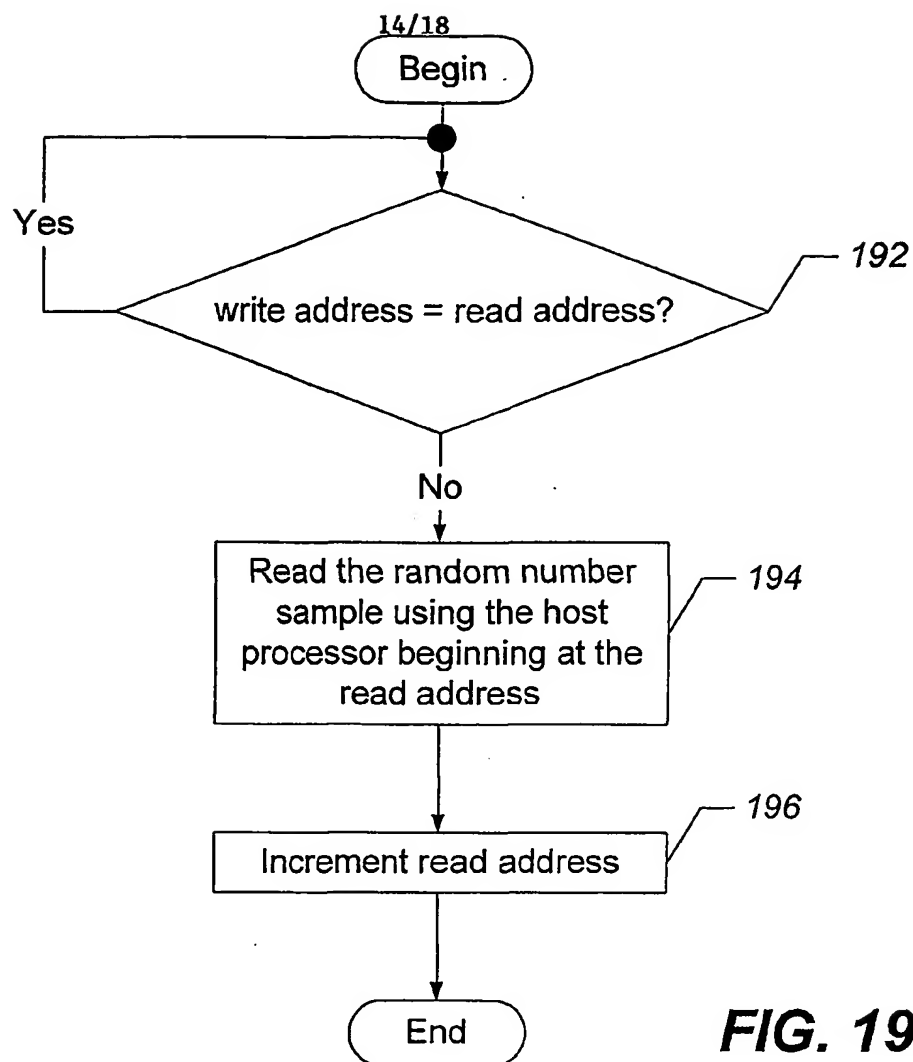 14/18
Begin
Yes
write address = read address?
192
No
Read the random number
sample using the host
processor beginning at the
read address
194
Increment read address
196
End
FIG. 19